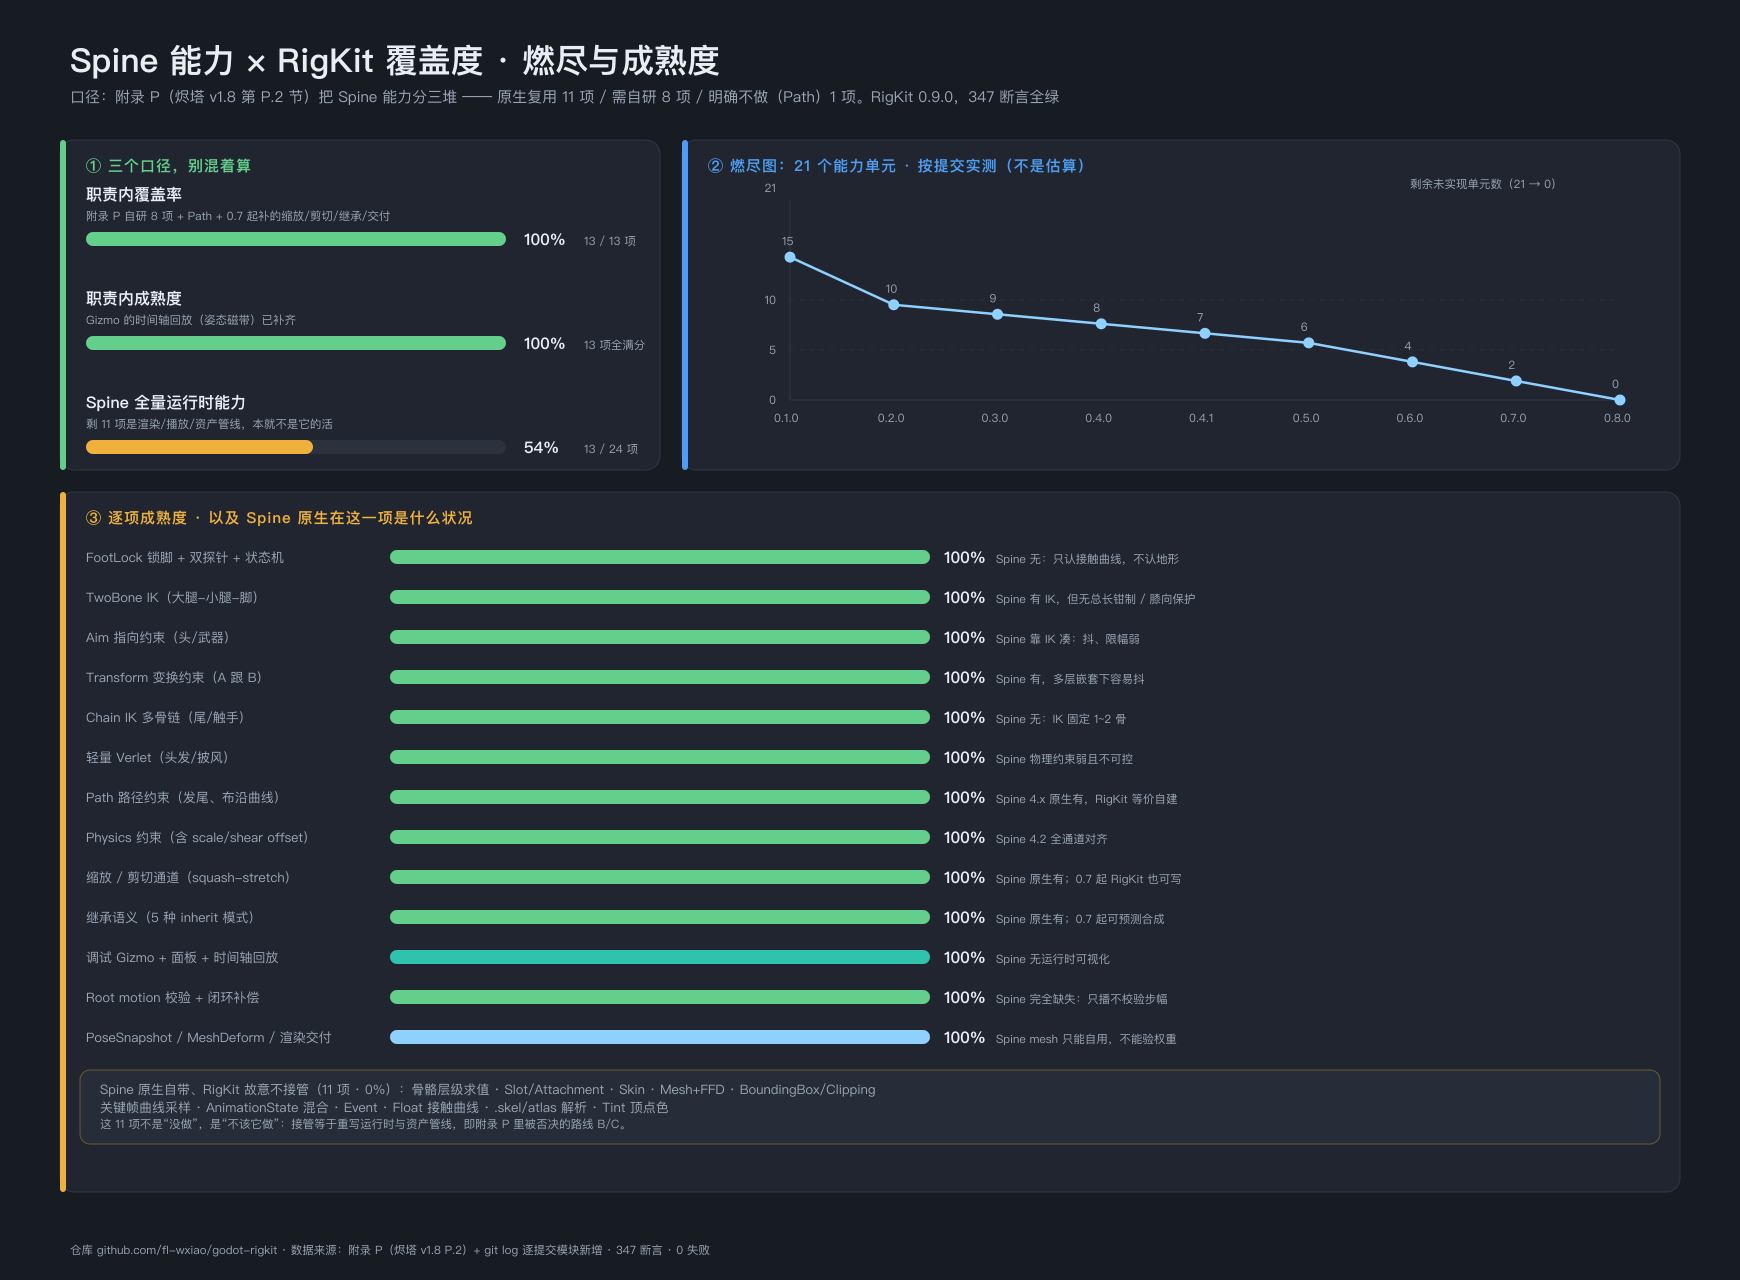 Spine 能力 × RigKit 覆盖度 · 燃尽与成熟度
口径：附录 P（烬塔 v1.8 第 P.2 节）把 Spine 能力分三堆 —— 原生复用 11 项 / 需自研 8 项 / 明确不做（Path）1 项。RigKit 0.9.0，347 断言全绿
① 三个口径，别混着算
职责内覆盖率
附录 P 自研 8 项 + Path + 0.7 起补的缩放/剪切/继承/交付
100% 13 / 13 项
职责内成熟度
Gizmo 的时间轴回放（姿态磁带）已补齐
100% 13 项全满分
Spine 全量运行时能力
剩 11 项是渲染/播放/资产管线，本就不是它的活
54% 13 / 24 项
② 燃尽图：21 个能力单元 · 按提交实测（不是估算）
剩余未实现单元数（21 → 0）
21
10
5
0
15
10
9
8
7
6
4
2
0
0.1.0 0.2.0 0.3.0 0.4.0 0.4.1 0.5.0 0.6.0 0.7.0 0.8.0
③ 逐项成熟度 · 以及 Spine 原生在这一项是什么状况
FootLock 锁脚 + 双探针 + 状态机 100% Spine 无：只认接触曲线，不认地形
TwoBone IK（大腿–小腿–脚） 100% Spine 有 IK，但无总长钳制 / 膝向保护
Aim 指向约束（头/武器） 100% Spine 靠 IK 凑：抖、限幅弱
Transform 变换约束（A 跟 B） 100% Spine 有，多层嵌套下容易抖
Chain IK 多骨链（尾/触手） 100% Spine 无：IK 固定 1~2 骨
轻量 Verlet（头发/披风） 100% Spine 物理约束弱且不可控
Path 路径约束（发尾、布沿曲线） 100% Spine 4.x 原生有，RigKit 等价自建
Physics 约束（含 scale/shear offset） 100% Spine 4.2 全通道对齐
缩放 / 剪切通道（squash–stretch） 100% Spine 原生有；0.7 起 RigKit 也可写
继承语义（5 种 inherit 模式） 100% Spine 原生有；0.7 起可预测合成
调试 Gizmo + 面板 + 时间轴回放 100% Spine 无运行时可视化
Root motion 校验 + 闭环补偿 100% Spine 完全缺失：只播不校验步幅
PoseSnapshot / MeshDeform / 渲染交付 100% Spine mesh 只能自用，不能验权重
Spine 原生自带、RigKit 故意不接管（11 项 · 0%）：骨骼层级求值 · Slot/Attachment · Skin · Mesh+FFD · BoundingBox/Clipping
关键帧曲线采样 · AnimationState 混合 · Event · Float 接触曲线 · .skel/atlas 解析 · Tint 顶点色
这 11 项不是“没做”，是“不该它做”：接管等于重写运行时与资产管线，即附录 P 里被否决的路线 B/C。
仓库 github.com/fl-wxiao/godot-rigkit · 数据来源：附录 P（烬塔 v1.8 P.2）+ git log 逐提交模块新增 · 347 断言 · 0 失败